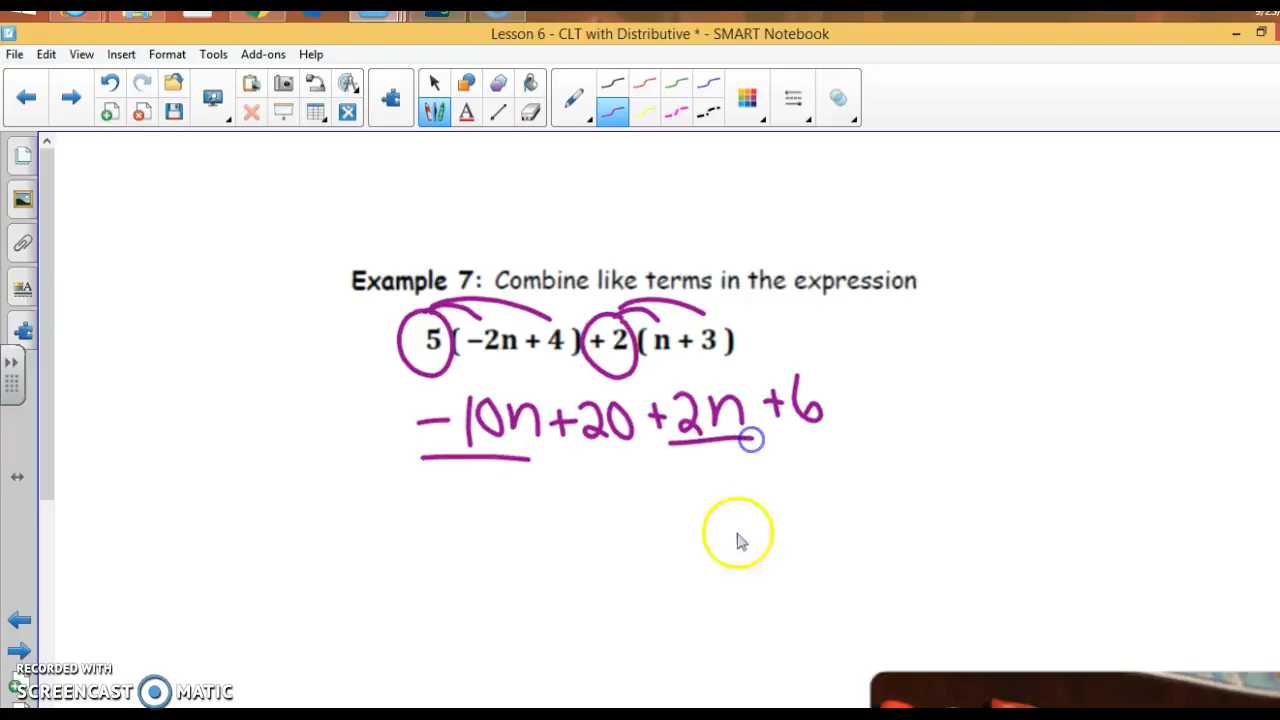 Lesson 6 - CLT with Distributive * - SMART Notebook
File Edit View Insert Format Tools Add-ons Help
Example 7: Combine like terms in the expression
5 ( −2n + 4 ) + 2 ( n + 3 )
-10n +20 +2n +6
RECORDED WITH
SCREENCAST MATIC